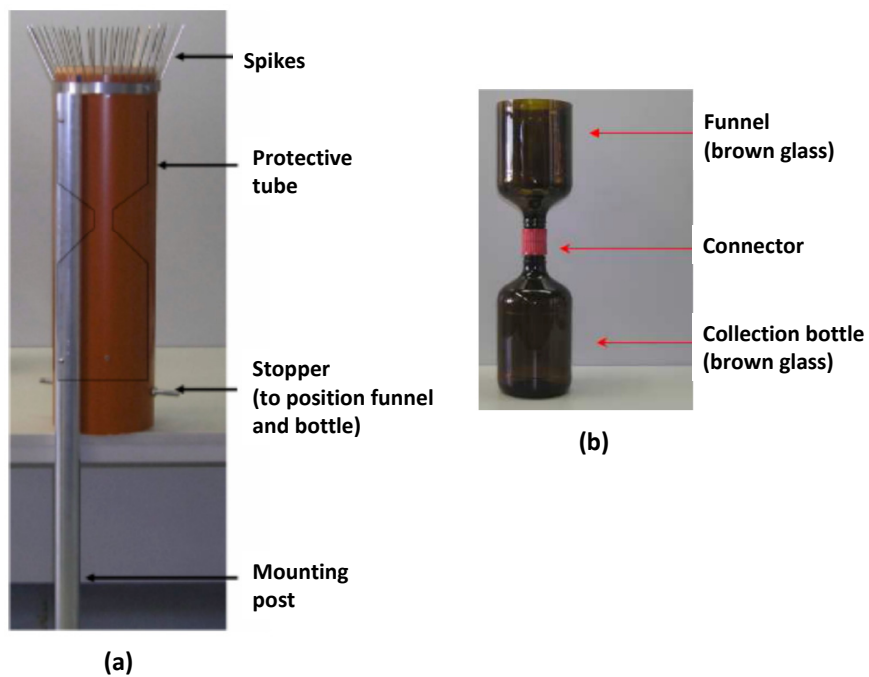 Spikes
Protective
tube
Stopper
(to position funnel
and bottle)
Mounting
post
(a)
Funnel
(brown glass)
Connector
Collection bottle
(brown glass)
(b)